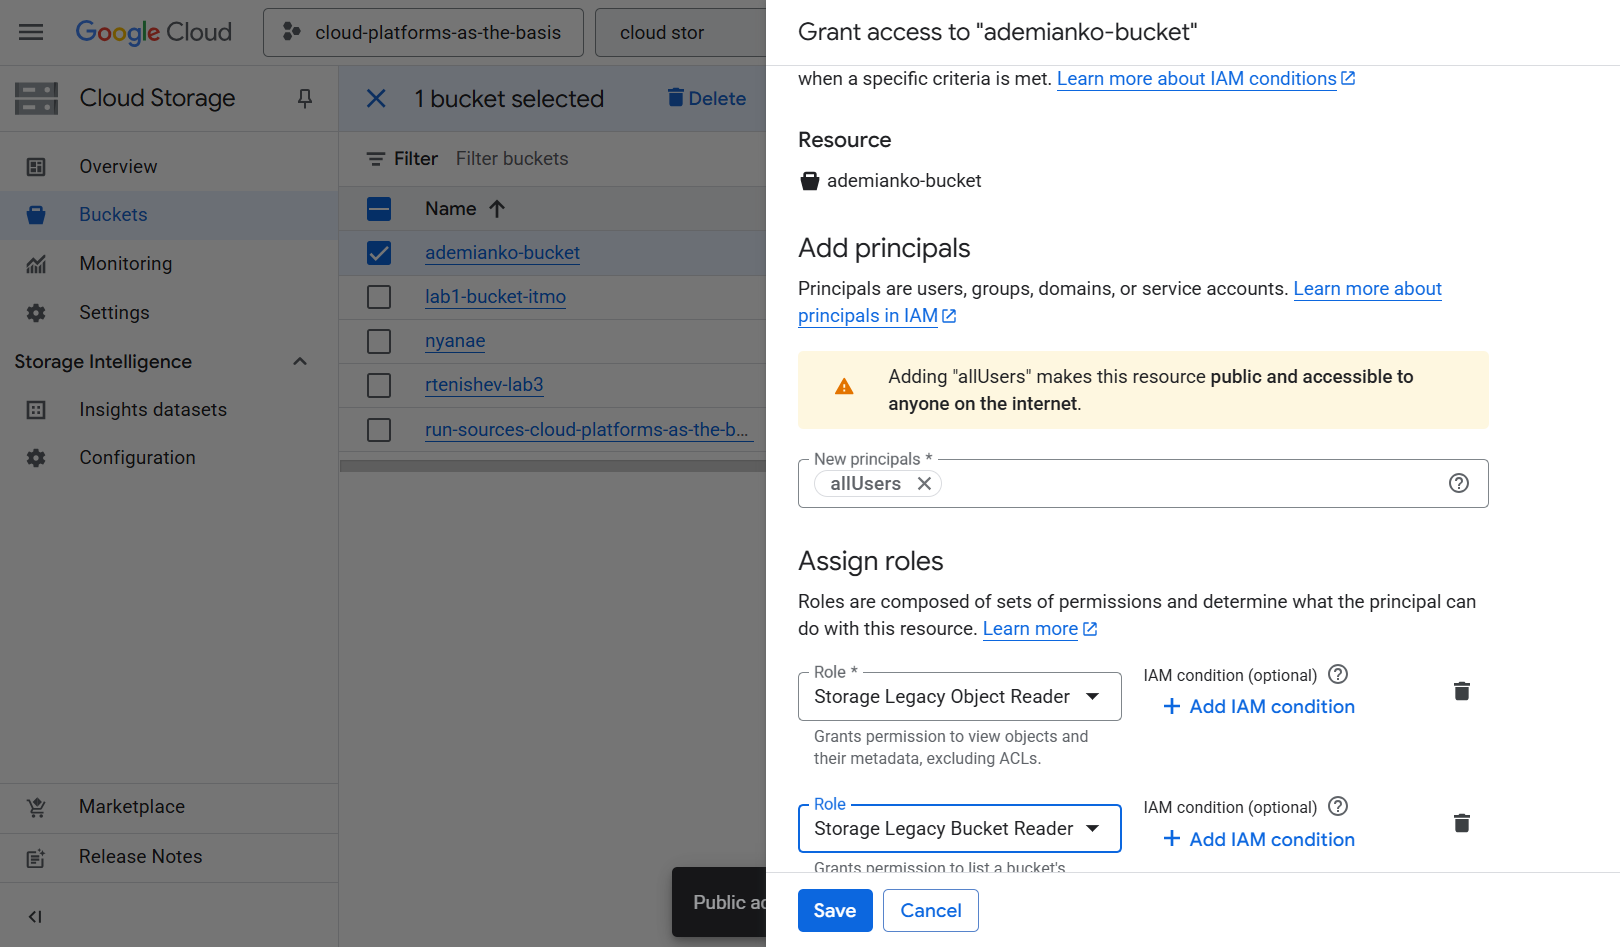 Google Cloud
cloud-platforms-as-the-basis
cloud stor
Cloud Storage
1 bucket selected
Delete
Overview
Buckets
Monitoring
Settings
Storage Intelligence
Insights datasets
Configuration
Marketplace
Release Notes
Filter Filter buckets
Name
ademianko-bucket
lab1-bucket-itmo
nyanae
rtenishev-lab3
run-sources-cloud-platforms-as-the-b...
Public ac
Grant access to "ademianko-bucket"
when a specific criteria is met. Learn more about IAM conditions
Resource
ademianko-bucket
Add principals
Principals are users, groups, domains, or service accounts. Learn more about
principals in IAM
Adding "allUsers" makes this resource public and accessible to
anyone on the internet.
New principals *
allUsers
Assign roles
Roles are composed of sets of permissions and determine what the principal can
do with this resource. Learn more
Role *
Storage Legacy Object Reader
IAM condition (optional)
Add IAM condition
Grants permission to view objects and
their metadata, excluding ACLs.
Role
Storage Legacy Bucket Reader
IAM condition (optional)
Add IAM condition
Grants permission to list a bucket's
Save
Cancel